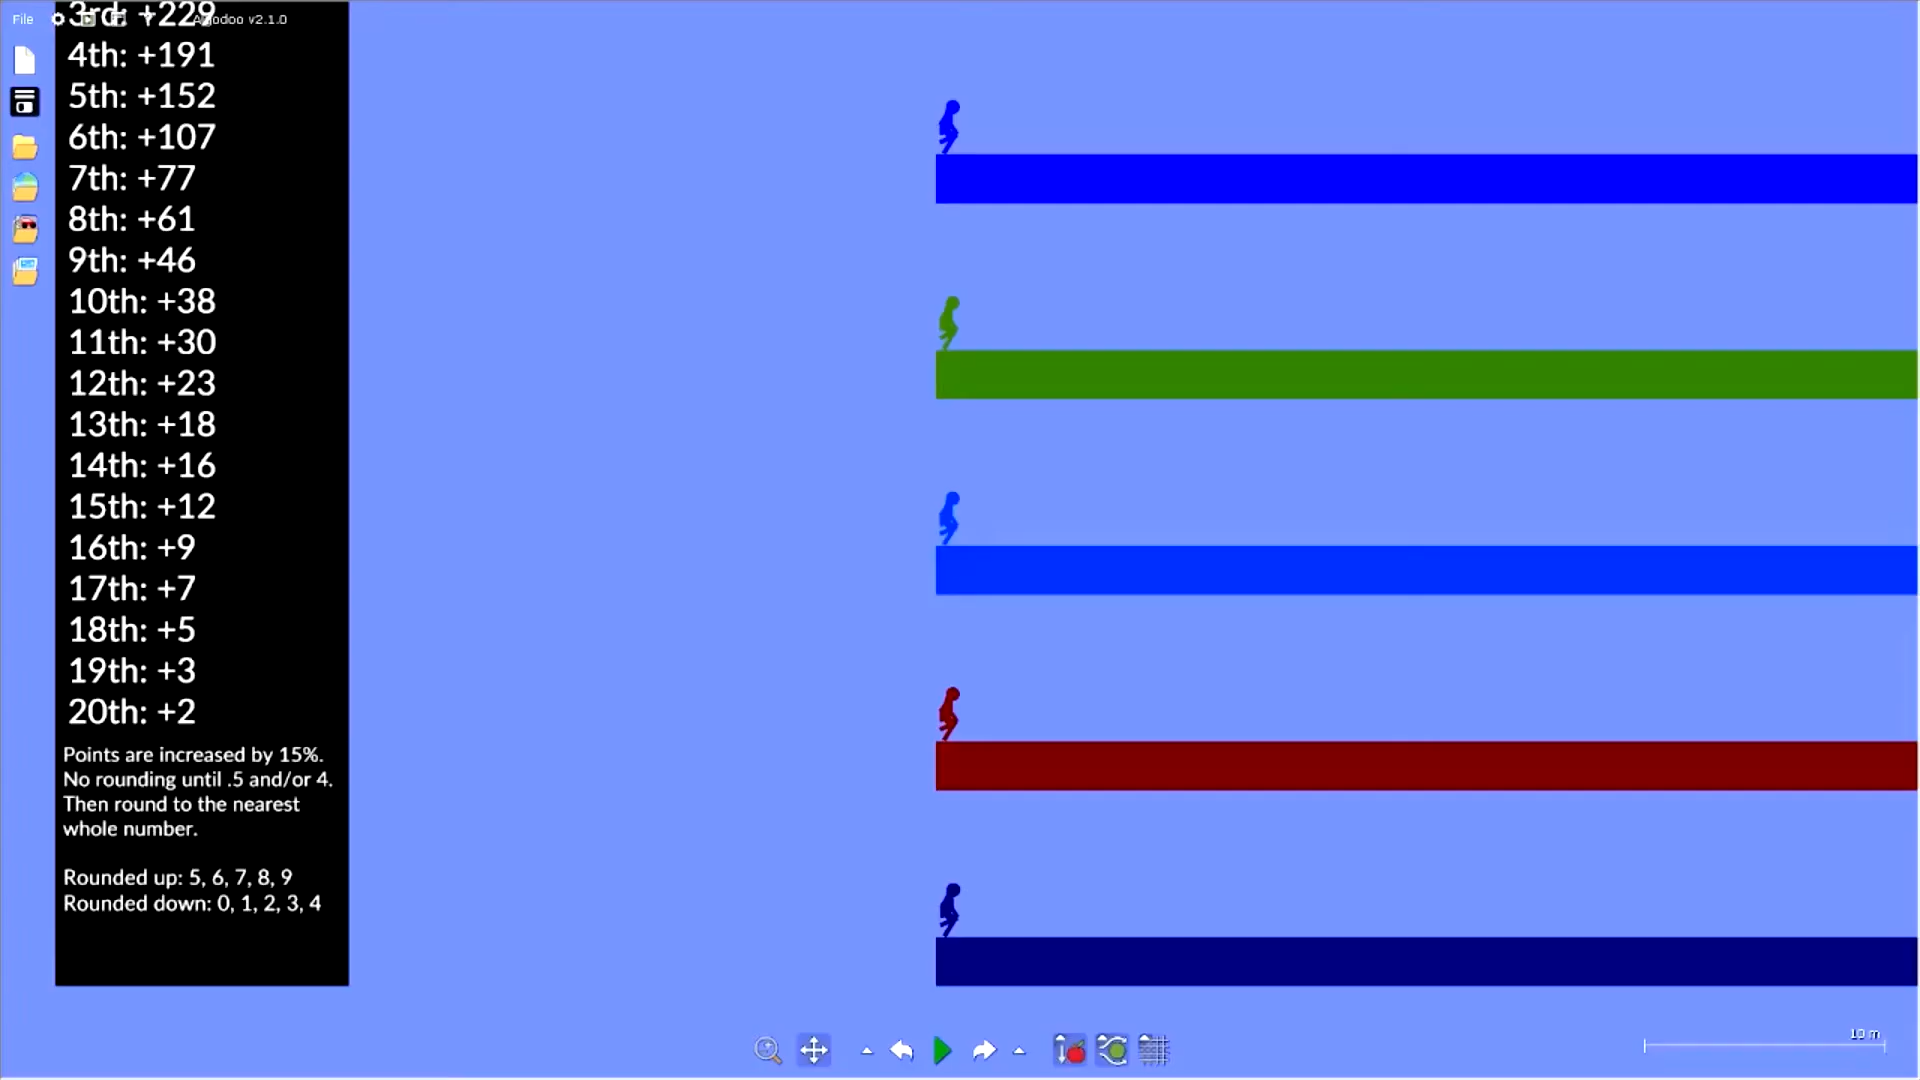 File Algodoo v2.1.0
3rd: +229
4th: +191
5th: +152
6th: +107
7th: +77
8th: +61
9th: +46
10th: +38
11th: +30
12th: +23
13th: +18
14th: +16
15th: +12
16th: +9
17th: +7
18th: +5
19th: +3
20th: +2
Points are increased by 15%.
No rounding until .5 and/or 4.
Then round to the nearest
whole number.
Rounded up: 5, 6, 7, 8, 9
Rounded down: 0, 1, 2, 3, 4
10 m